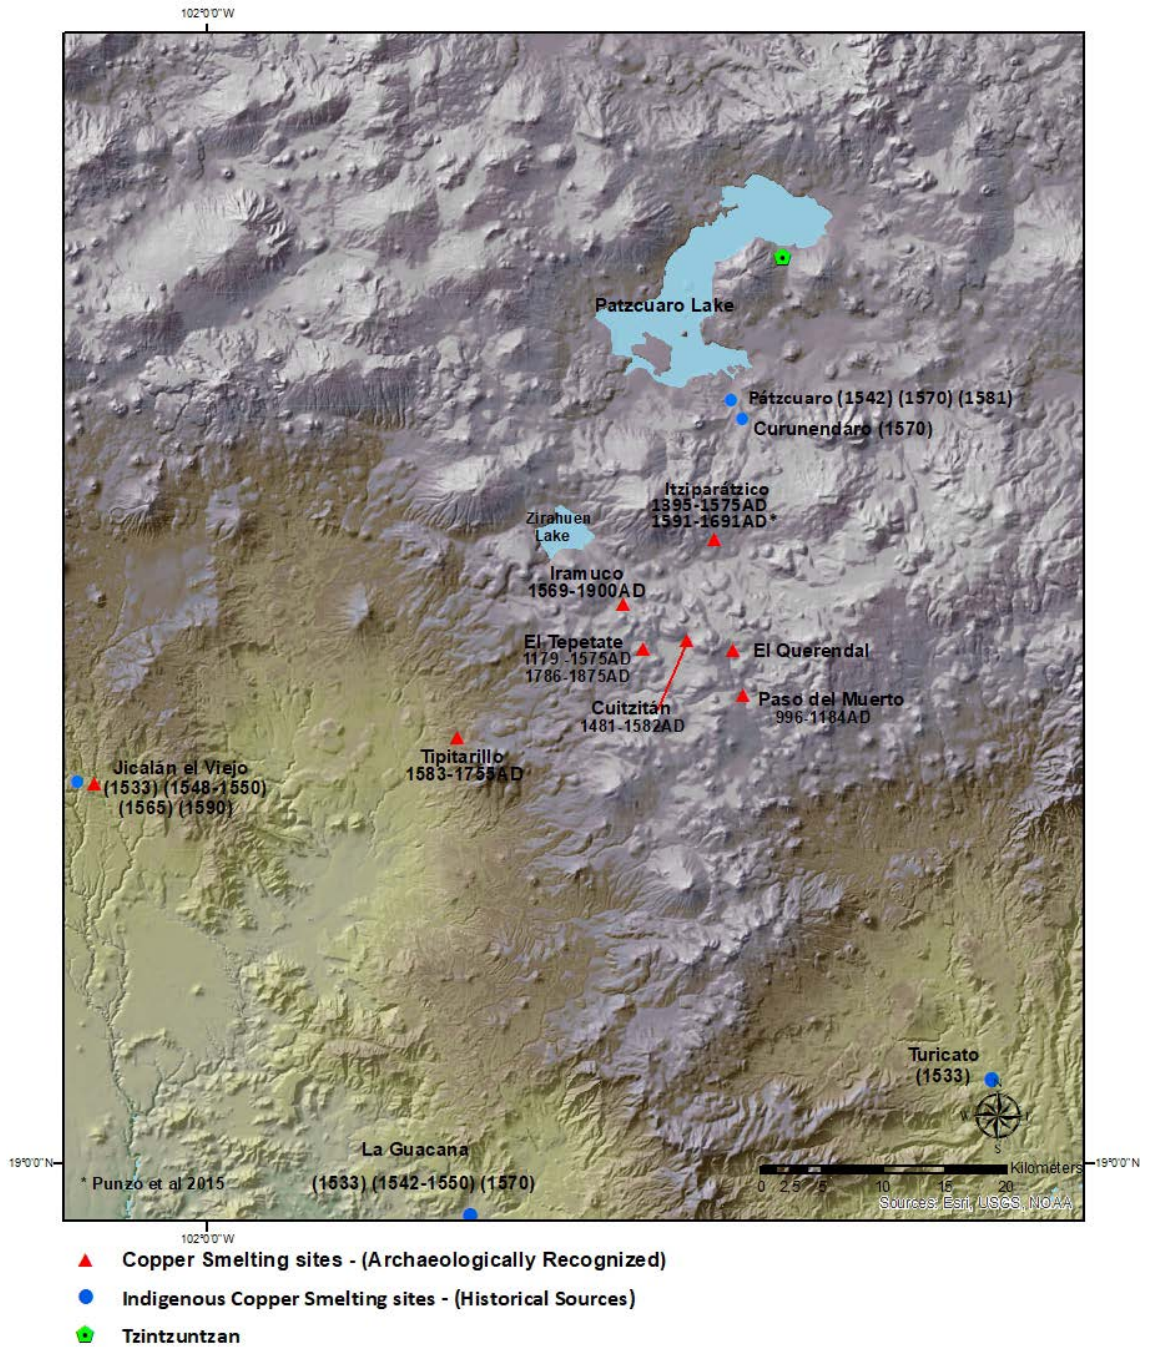 102°0'0"W
Patzcuaro Lake
Pátzcuaro (1542) (1570) (1581)
Curunendaro (1570)
Itziparátzico
1395-1575AD
1591-1691AD*
Zirahuen
Lake
Iramuco
1569-1900AD
El Tepetate
1179 -1575AD
1786-1875AD
El Querendal
Cuitzitán
1481-1582AD
Paso del Muerto
996-1184AD
Tipitarillo
1583-1755AD
Jicalán el Viejo
(1533) (1548-1550)
(1565) (1590)
Turicato
(1533)
N
W E
S
La Guacana
(1533) (1542-1550) (1570)
19°0'0"N
19°0'0"N
* Punzo et al 2015
Kilometers
0 2.5 5 10 15 20
Sources: Esri, USGS, NOAA
102°0'0"W
Copper Smelting sites - (Archaeologically Recognized)
Indigenous Copper Smelting sites - (Historical Sources)
Tzintzuntzan